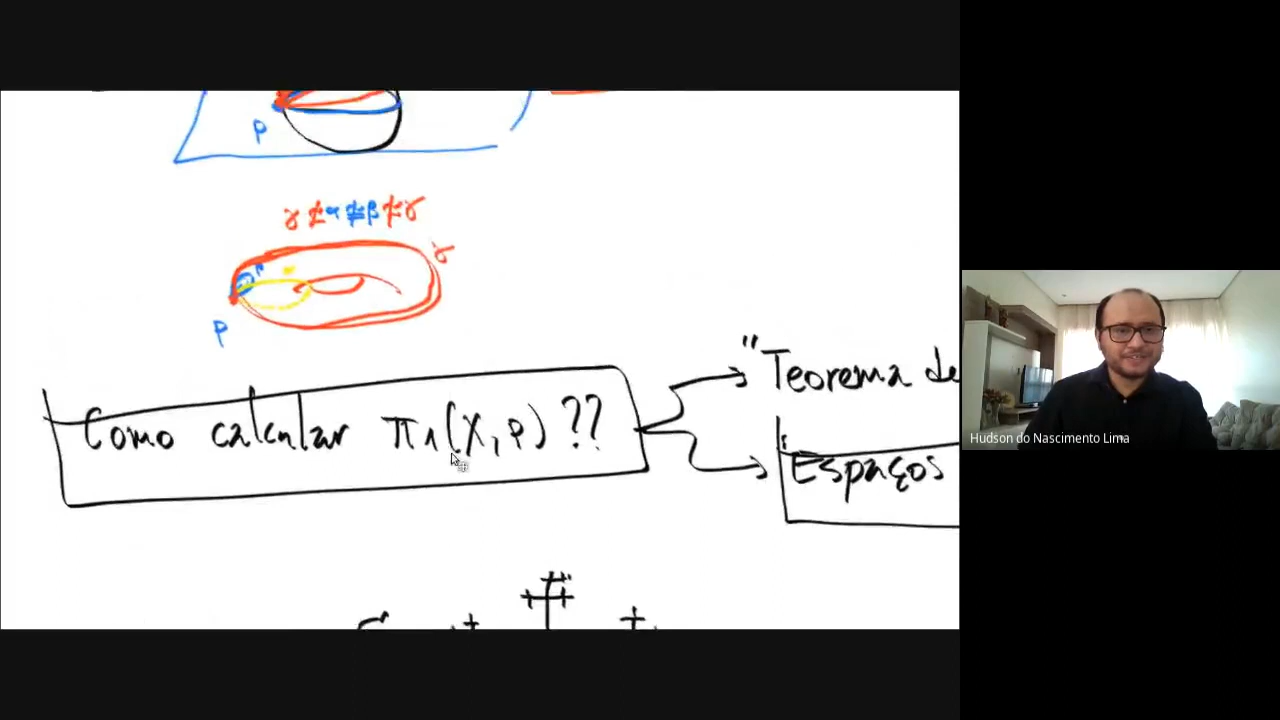 p
γ ≠ α ≠ β ≠ γ
γ
p
"Teorema de
Como calcular π1(X,p) ??
Espaços
Hudson do Nascimento Lima